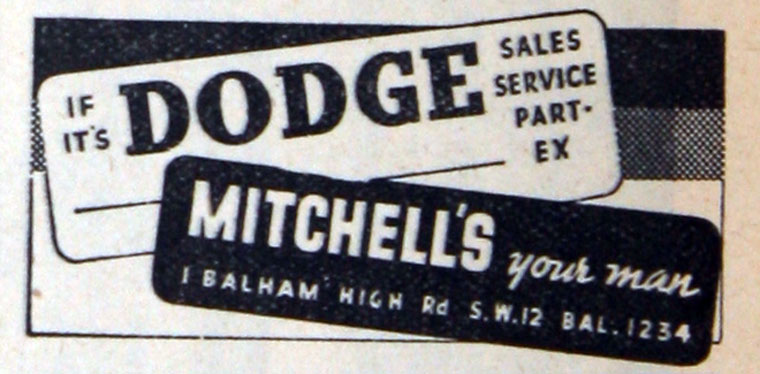 IF
IT'S
DODGE
SALES
SERVICE
PART-
EX
MITCHELL'S your man
1 BALHAM HIGH Rd S.W.12 BAL. 1234